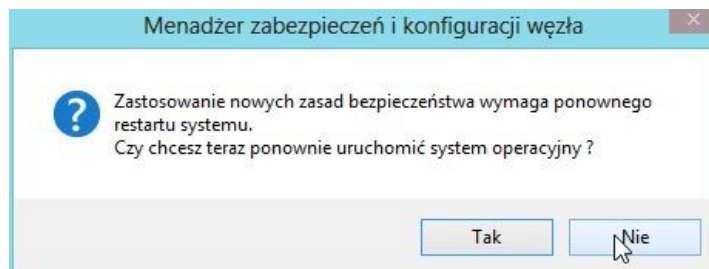 Menadżer zabezpieczeń i konfiguracji węzła
Zastosowanie nowych zasad bezpieczeństwa wymaga ponownego
restartu systemu.
Czy chcesz teraz ponownie uruchomić system operacyjny ?
Tak
Nie